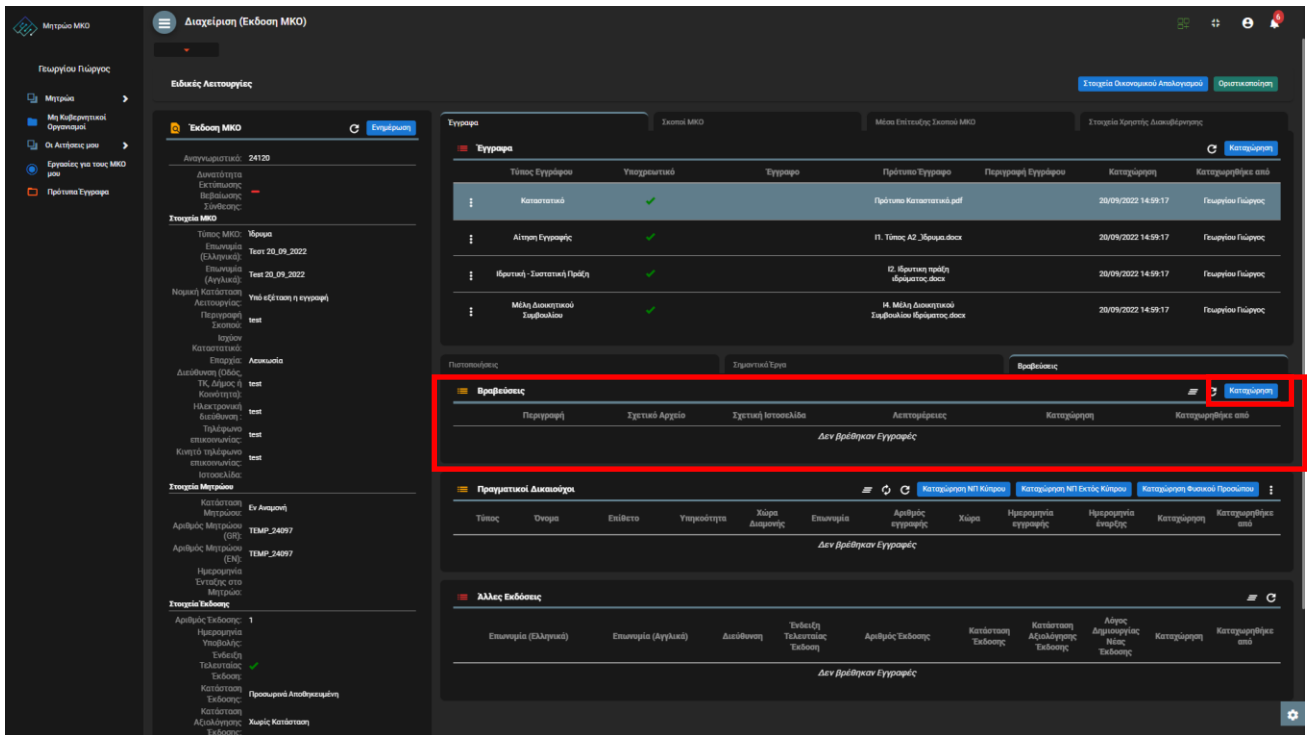 Μητρώο ΜΚΟ
Διαχείριση (Έκδοση ΜΚΟ)
6
Γεωργίου Γιώργος
Μητρώα
Μη Κυβερνητικοί
Οργανισμοί
Οι Αιτήσεις μου
Εργασίες για τους ΜΚΟ
μου
Πρότυπα Έγγραφα
Ειδικές Λειτουργίες
Στοιχεία Οικονομικού Απολογισμού
Οριστικοποίηση
Έκδοση ΜΚΟ
Ενημέρωση
Αναγνωριστικό: 24120
Δυνατότητα
Εκτύπωσης
Βεβαίωσης
Σύνθεσης:
Στοιχεία ΜΚΟ
Τύπος ΜΚΟ: Ίδρυμα
Επωνυμία
(Ελληνικά): Τεστ 20_09_2022
Επωνυμία
(Αγγλικά): Test 20_09_2022
Νομική Κατάσταση
Λειτουργίας: Υπό εξέταση η εγγραφή
Περιγραφή
Σκοπού: test
Ισχύον
Καταστατικό:
Επαρχία: Λευκωσία
Διεύθυνση (Οδός,
ΤΚ, Δήμος ή
Κοινότητα): test
Ηλεκτρονική
διεύθυνση : test
Τηλέφωνο
επικοινωνίας: test
Κινητό τηλέφωνο
επικοινωνίας: test
Ιστοσελίδα:
Στοιχεία Μητρώου
Κατάσταση
Μητρώου: Εν Αναμονή
Αριθμός Μητρώου
(GR): TEMP_24097
Αριθμός Μητρώου
(EN): TEMP_24097
Ημερομηνία
Ένταξης στο
Μητρώο:
Στοιχεία Έκδοσης
Αριθμός Έκδοσης: 1
Ημερομηνία
Υποβολής:
Ένδειξη
Τελευταίας
Έκδοση:
Κατάσταση
Έκδοσης: Προσωρινά Αποθηκευμένη
Κατάσταση
Αξιολόγησης
Έκδοσης: Χωρίς Κατάσταση
Έγγραφα
Σκοποί ΜΚΟ
Μέσα Επίτευξης Σκοπού ΜΚΟ
Στοιχεία Χρηστής Διακυβέρνησης
Έγγραφα
Καταχώρηση
Τύπος Εγγράφου Υποχρεωτικό Έγγραφο Πρότυπο Έγγραφο Περιγραφή Εγγράφου Καταχώρηση Καταχωρηθήκε από
Καταστατικό Πρότυπο Καταστατικό.pdf 20/09/2022 14:59:17 Γεωργίου Γιώργος
Αίτηση Εγγραφής Ι1. Τύπος Α2 _Ίδρυμα.docx 20/09/2022 14:59:17 Γεωργίου Γιώργος
Ιδρυτική - Συστατική Πράξη Ι2. Ιδρυτικη πράξη
ιδρύματος.docx 20/09/2022 14:59:17 Γεωργίου Γιώργος
Μέλη Διοικητικού
Συμβουλίου Ι4. Μέλη Διοικητικού
Συμβουλίου Ιδρύματος.docx 20/09/2022 14:59:17 Γεωργίου Γιώργος
Πιστοποιήσεις
Σημαντικά Έργα
Βραβεύσεις
Βραβεύσεις
Καταχώρηση
Περιγραφή Σχετικό Αρχείο Σχετική Ιστοσελίδα Λεπτομέρειες Καταχώρηση Καταχωρηθήκε από
Δεν βρέθηκαν Εγγραφές
Πραγματικοί Δικαιούχοι
Καταχώρηση ΝΠ Κύπρου
Καταχώρηση ΝΠ Εκτός Κύπρου
Καταχώρηση Φυσικού Προσώπου
Τύπος Όνομα Επίθετο Υπηκοότητα Χώρα
Διαμονής Επωνυμία Αριθμός
εγγραφής Χώρα Ημερομηνία
εγγραφής Ημερομηνία
έναρξης Καταχώρηση Καταχωρηθήκε
από
Δεν βρέθηκαν Εγγραφές
Άλλες Εκδόσεις
Επωνυμία (Ελληνικά) Επωνυμία (Αγγλικά) Διεύθυνση Ένδειξη
Τελευταίας
Έκδοση Αριθμός Έκδοσης Κατάσταση
Έκδοσης Κατάσταση
Αξιολόγησης
Έκδοσης Λόγος
Δημιουργίας
Νέας
Έκδοσης Καταχώρηση Καταχωρηθήκε
από
Δεν βρέθηκαν Εγγραφές